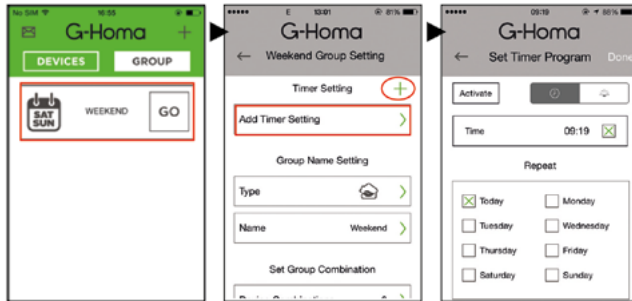 No SIM 16:55
G-Homa
DEVICES GROUP
SAT
SUN
WEEKEND GO
E 13:01 81%
G-Homa
Weekend Group Setting
Timer Setting
Add Timer Setting
Group Name Setting
Type
Name Weekend
Set Group Combination
09:19 88%
G-Homa
Set Timer Program Done
Activate
Time 09:19
Repeat
Today Monday
Tuesday Wednesday
Thursday Friday
Saturday Sunday